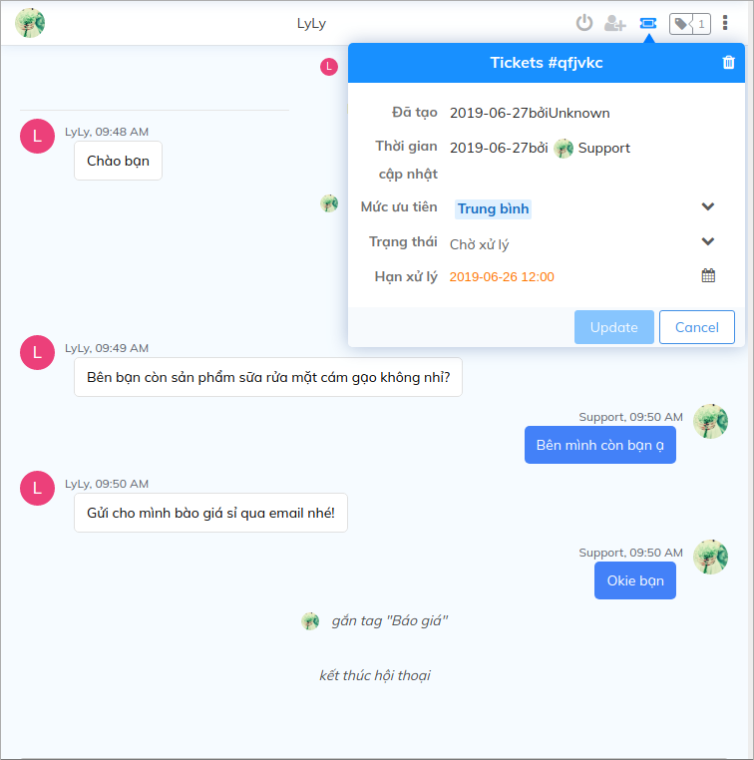 LyLy
1
L
Tickets #qfjvkc
Đã tạo 2019-06-27bởiUnknown
Thời gian cập nhật 2019-06-27bởi Support
Mức ưu tiên Trung bình
Trạng thái Chờ xử lý
Hạn xử lý 2019-06-26 12:00
Update Cancel
LyLy, 09:48 AM
L
Chào bạn
LyLy, 09:49 AM
L
Bên bạn còn sản phẩm sữa rửa mặt cám gạo không nhỉ?
Support, 09:50 AM
Bên mình còn bạn ạ
LyLy, 09:50 AM
L
Gửi cho mình bào giá sỉ qua email nhé!
Support, 09:50 AM
Okie bạn
gắn tag "Báo giá"
kết thúc hội thoại